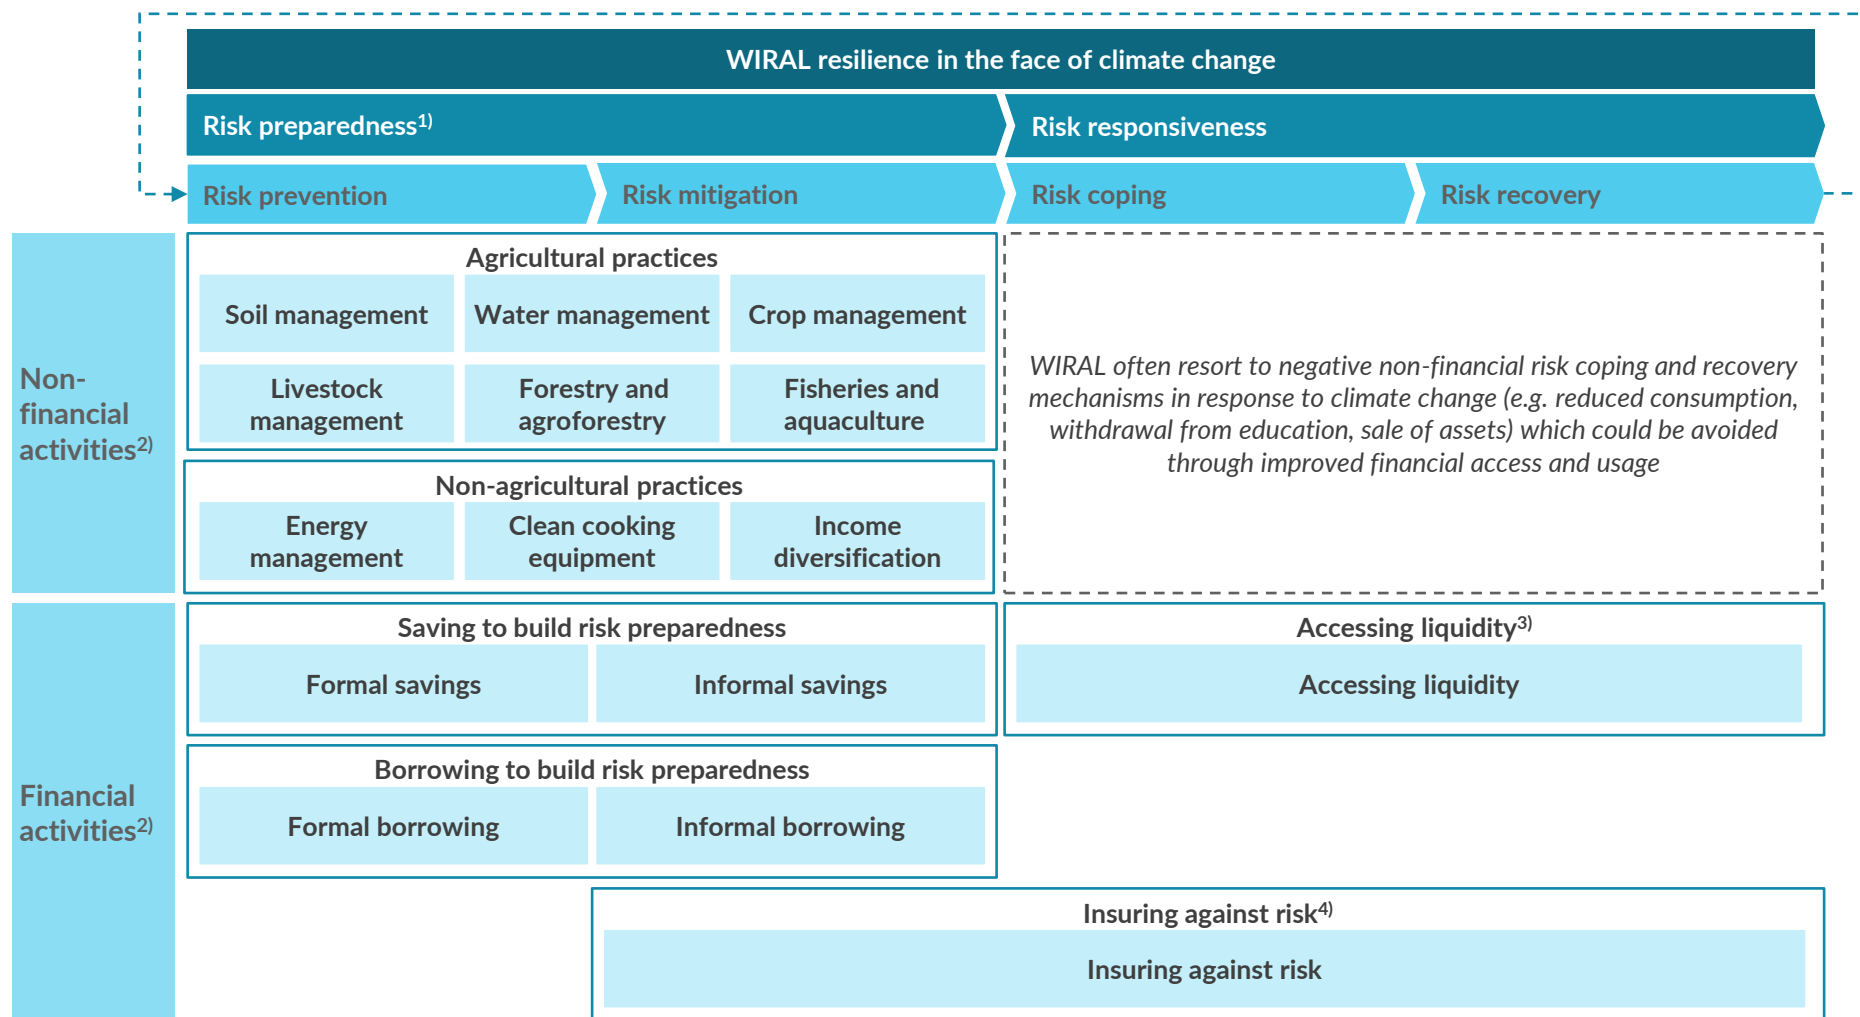 WIRAL resilience in the face of climate change
Risk preparedness1)
Risk responsiveness
Risk prevention
Risk mitigation
Risk coping
Risk recovery
Non-
financial
activities2)
Agricultural practices
Soil management
Water management
Crop management
Livestock
management
Forestry and
agroforestry
Fisheries and
aquaculture
Non-agricultural practices
Energy
management
Clean cooking
equipment
Income
diversification
WIRAL often resort to negative non-financial risk coping and recovery
mechanisms in response to climate change (e.g. reduced consumption,
withdrawal from education, sale of assets) which could be avoided
through improved financial access and usage
Financial
activities2)
Saving to build risk preparedness
Formal savings
Informal savings
Accessing liquidity3)
Accessing liquidity
Borrowing to build risk preparedness
Formal borrowing
Informal borrowing
Insuring against risk4)
Insuring against risk